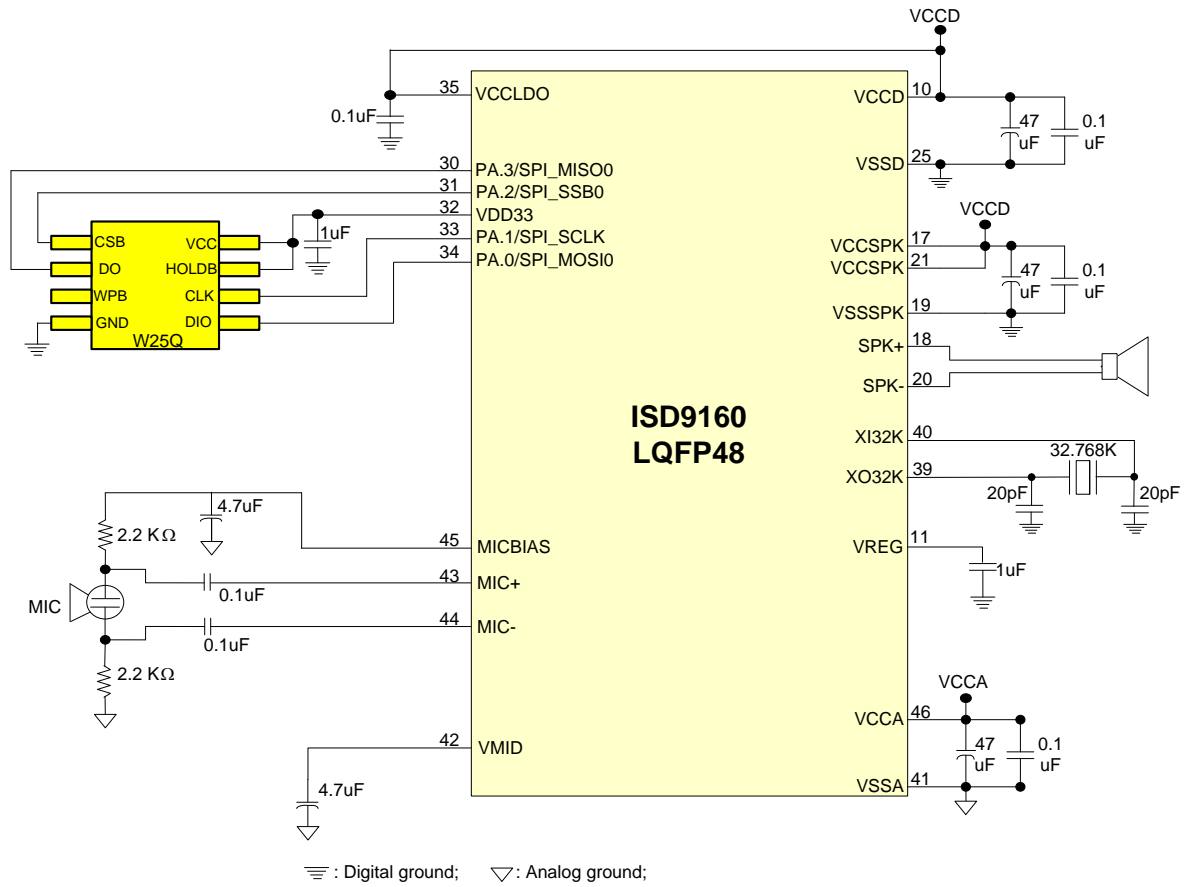 VCCD
35 VCCLDO
0.1uF
30 PA.3/SPI_MISO0
31 PA.2/SPI_SSB0
32 VDD33
33 PA.1/SPI_SCLK
34 PA.0/SPI_MOSI0
1uF
CSB VCC
DO HOLDB
WPB CLK
GND DIO
W25Q
ISD9160
LQFP48
4.7uF
2.2 KΩ
45 MICBIAS
43 MIC+
0.1uF
MIC
44 MIC-
0.1uF
2.2 KΩ
42 VMID
4.7uF
VCCD 10
47
uF
0.1
uF
VSSD 25
VCCD
VCCSPK 17
VCCSPK 21
47
uF
0.1
uF
VSSSPK 19
SPK+ 18
SPK- 20
XI32K 40
32.768K
XO32K 39
20pF
20pF
VREG 11
1uF
VCCA
VCCA 46
47
uF
0.1
uF
VSSA 41
: Digital ground; : Analog ground;